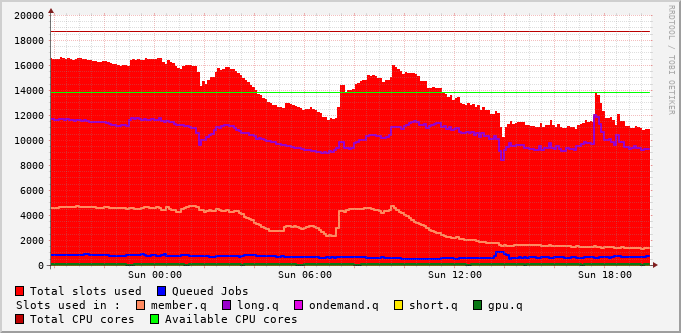 20000
18000
16000
14000
12000
10000
8000
6000
4000
2000
0
Sun 00:00 Sun 06:00 Sun 12:00 Sun 18:00
RRDTOOL / TOBI OETIKER
Total slots used Queued Jobs
Slots used in : member.q long.q ondemand.q short.q gpu.q
Total CPU cores Available CPU cores